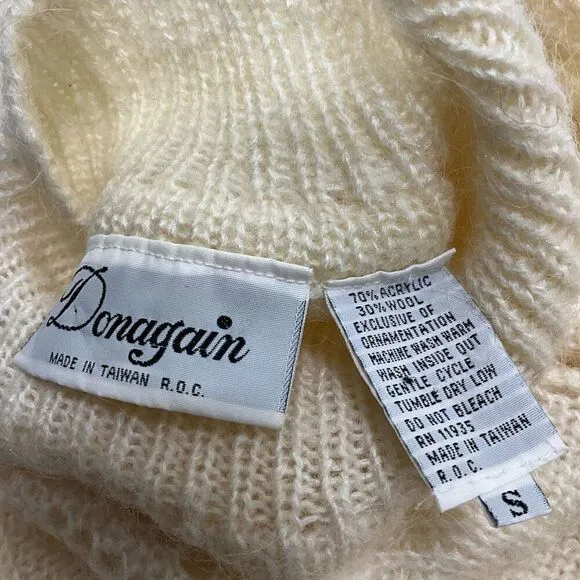 Donagain
MADE IN TAIWAN R.O.C.
70% ACRYLIC
30% WOOL
EXCLUSIVE OF
ORNAMENTATION
MACHINE WASH WARM
WASH INSIDE OUT
GENTLE CYCLE
TUMBLE DRY LOW
DO NOT BLEACH
RN 11935
MADE IN TAIWAN
R.O.C.
S